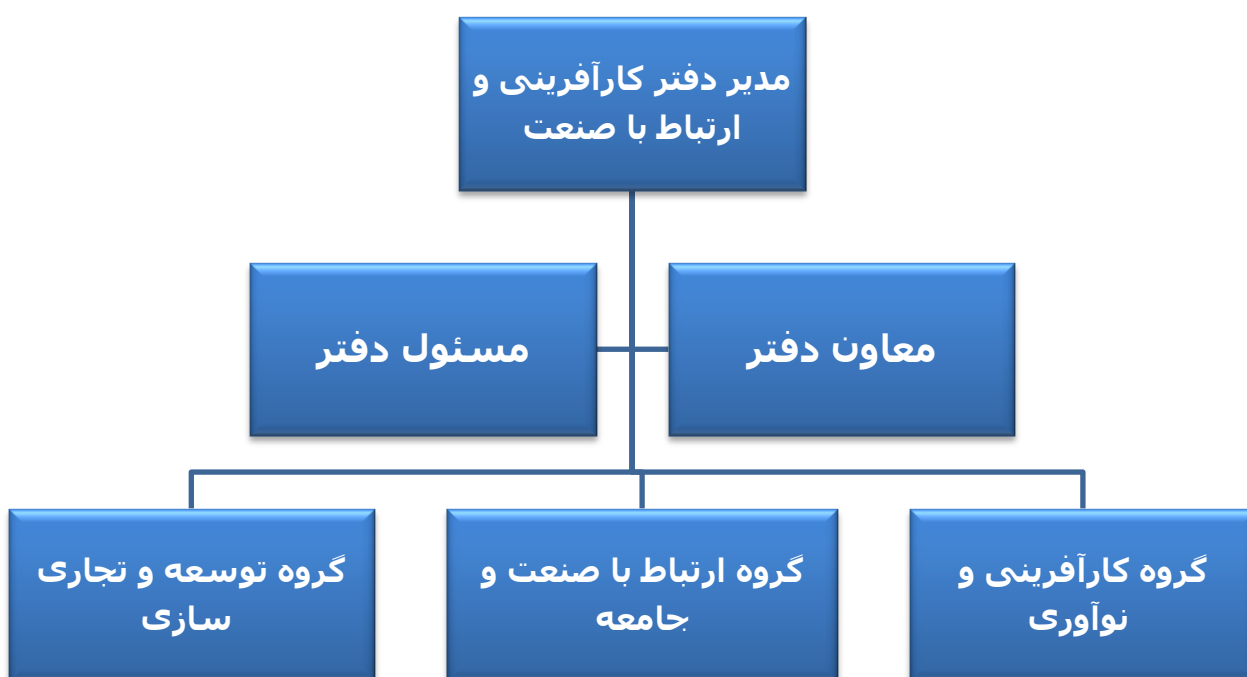 مدیر دفتر کارآفرینی و
ارتباط با صنعت
معاون دفتر
مسئول دفتر
گروه کارآفرینی و
نوآوری
گروه ارتباط با صنعت و
جامعه
گروه توسعه و تجاری
سازی